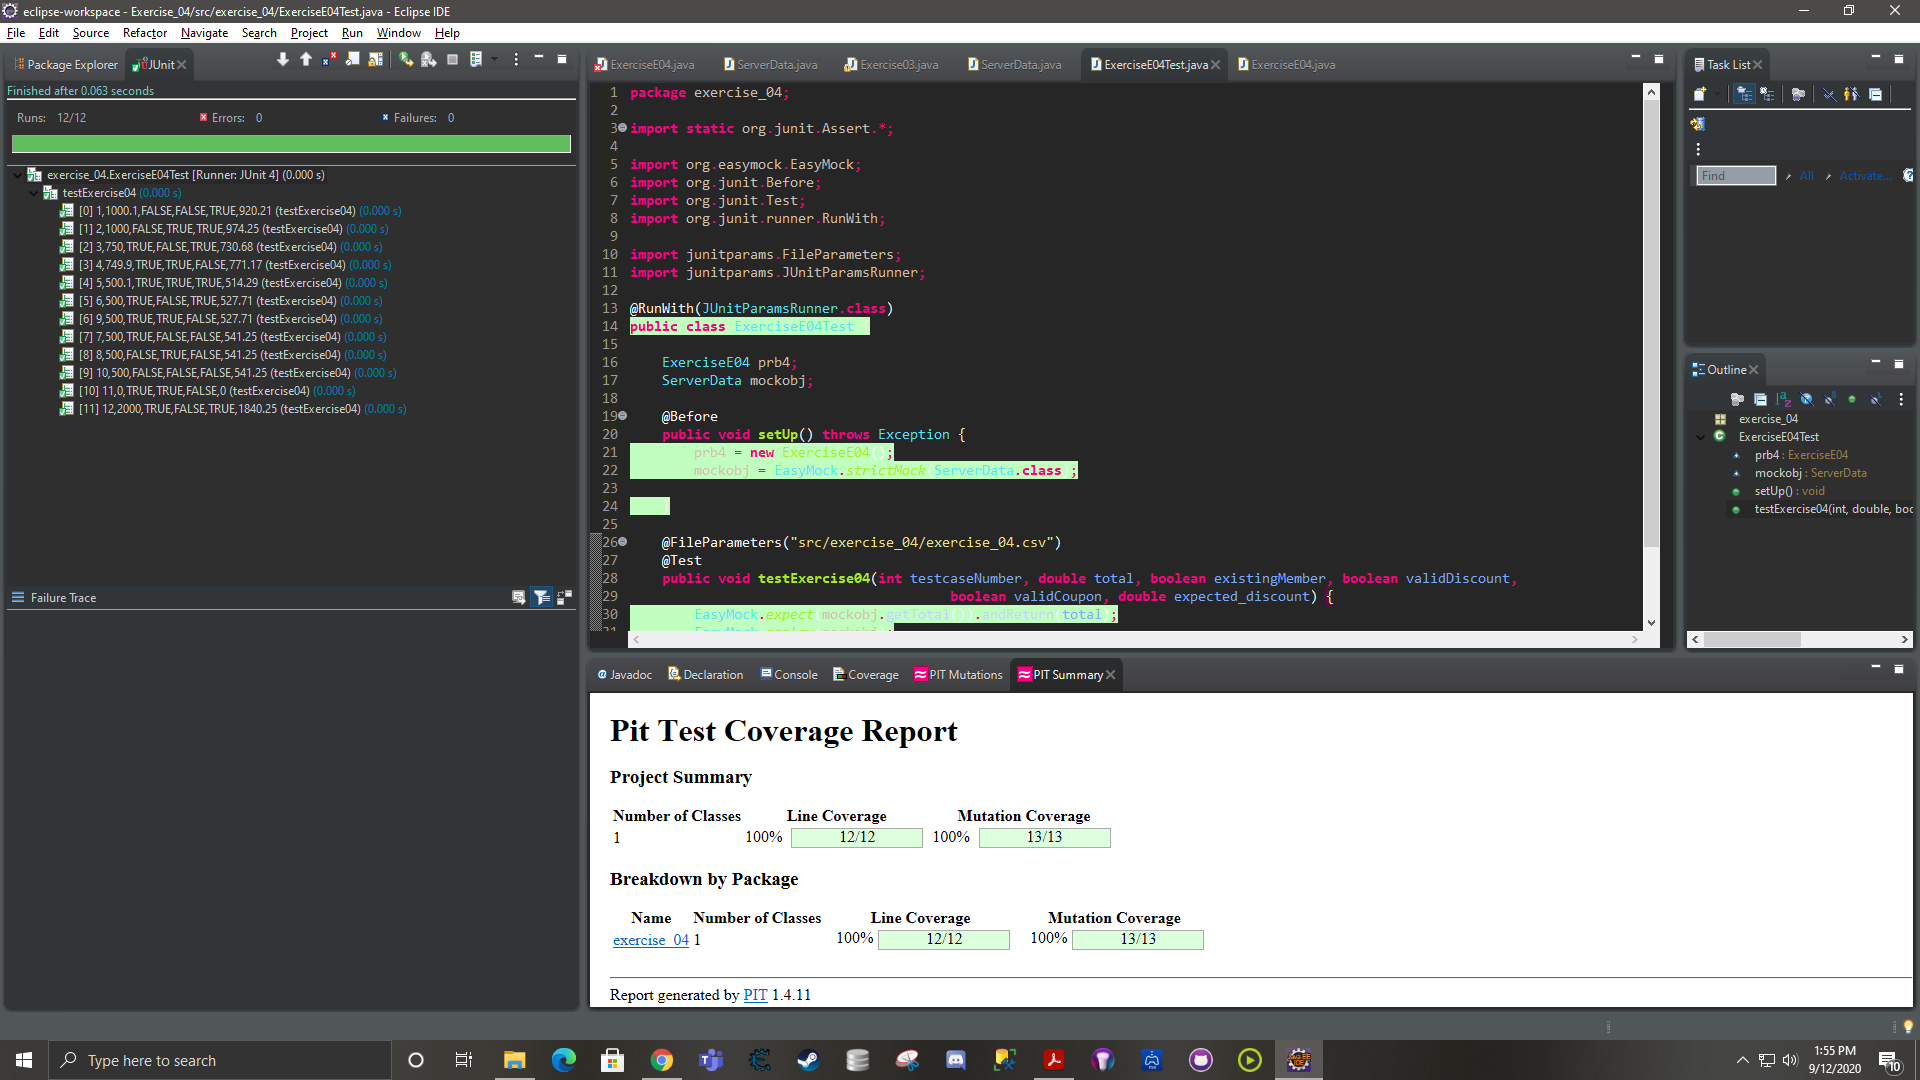 eclipse-workspace - Exercise_04/src/exercise_04/ExerciseE04Test.java - Eclipse IDE
File Edit Source Refactor Navigate Search Project Run Window Help
Package Explorer JUnit
Finished after 0.063 seconds
Runs: 12/12 Errors: 0 Failures: 0
exercise_04.ExerciseE04Test [Runner: JUnit 4] (0.000 s)
testExercise04 (0.000 s)
[0] 1,1000.1,FALSE,FALSE,TRUE,920.21 (testExercise04) (0.000 s)
[1] 2,1000,FALSE,TRUE,TRUE,974.25 (testExercise04) (0.000 s)
[2] 3,750,TRUE,FALSE,TRUE,730.68 (testExercise04) (0.000 s)
[3] 4,749.9,TRUE,TRUE,FALSE,771.17 (testExercise04) (0.000 s)
[4] 5,500.1,TRUE,TRUE,TRUE,514.29 (testExercise04) (0.000 s)
[5] 6,500,TRUE,FALSE,TRUE,527.71 (testExercise04) (0.000 s)
[6] 9,500,TRUE,TRUE,FALSE,527.71 (testExercise04) (0.000 s)
[7] 7,500,TRUE,FALSE,FALSE,541.25 (testExercise04) (0.000 s)
[8] 8,500,FALSE,TRUE,FALSE,541.25 (testExercise04) (0.000 s)
[9] 10,500,FALSE,FALSE,FALSE,541.25 (testExercise04) (0.000 s)
[10] 11,0,TRUE,TRUE,FALSE,0 (testExercise04) (0.000 s)
[11] 12,2000,TRUE,FALSE,TRUE,1840.25 (testExercise04) (0.000 s)
Failure Trace
ExerciseE04.java ServerData.java Exercise03.java ServerData.java ExerciseE04Test.java ExerciseE04.java
1 package exercise_04;
2
3 import static org.junit.Assert.*;
4
5 import org.easymock.EasyMock;
6 import org.junit.Before;
7 import org.junit.Test;
8 import org.junit.runner.RunWith;
9
10 import junitparams.FileParameters;
11 import junitparams.JUnitParamsRunner;
12
13 @RunWith(JUnitParamsRunner.class)
14 public class ExerciseE04Test {
15
16 ExerciseE04 prb4;
17 ServerData mockobj;
18
19 @Before
20 public void setUp() throws Exception {
21 prb4 = new ExerciseE04();
22 mockobj = EasyMock.strictMock(ServerData.class);
23
24 }
25
26 @FileParameters("src/exercise_04/exercise_04.csv")
27 @Test
28 public void testExercise04(int testcaseNumber, double total, boolean existingMember, boolean validDiscount,
29 boolean validCoupon, double expected_discount) {
30 EasyMock.expect(mockobj.getTotal()).andReturn(total);
Task List
Find All Activate...
Outline
exercise_04
ExerciseE04Test
prb4 : ExerciseE04
mockobj : ServerData
setUp() : void
testExercise04(int, double, boo
Javadoc Declaration Console Coverage PIT Mutations PIT Summary
Pit Test Coverage Report
Project Summary
Number of Classes Line Coverage Mutation Coverage
1 100% 12/12 100% 13/13
Breakdown by Package
Name Number of Classes Line Coverage Mutation Coverage
exercise_04 1 100% 12/12 100% 13/13
Report generated by PIT 1.4.11
Type here to search
1:55 PM
9/12/2020
10